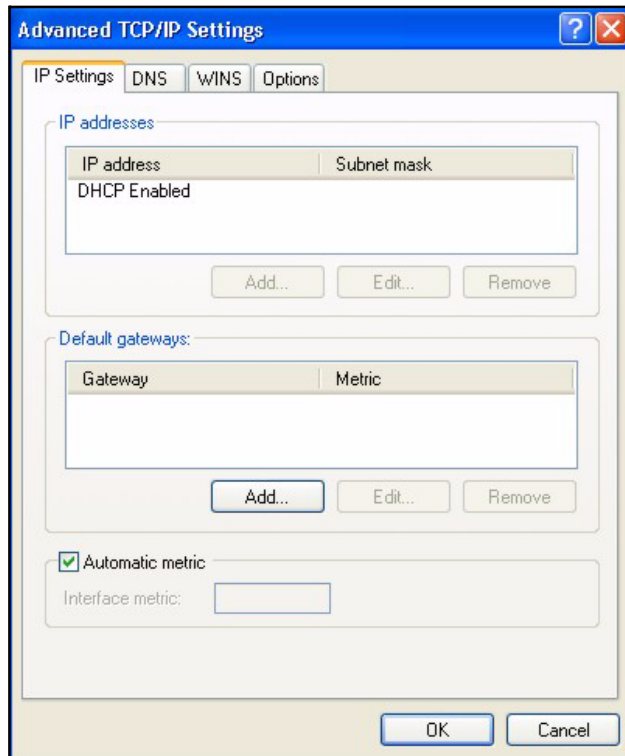 Advanced TCP/IP Settings
IP Settings DNS WINS Options
IP addresses
IP address Subnet mask
DHCP Enabled
Add... Edit... Remove
Default gateways:
Gateway Metric
Add... Edit... Remove
Automatic metric
Interface metric:
OK Cancel